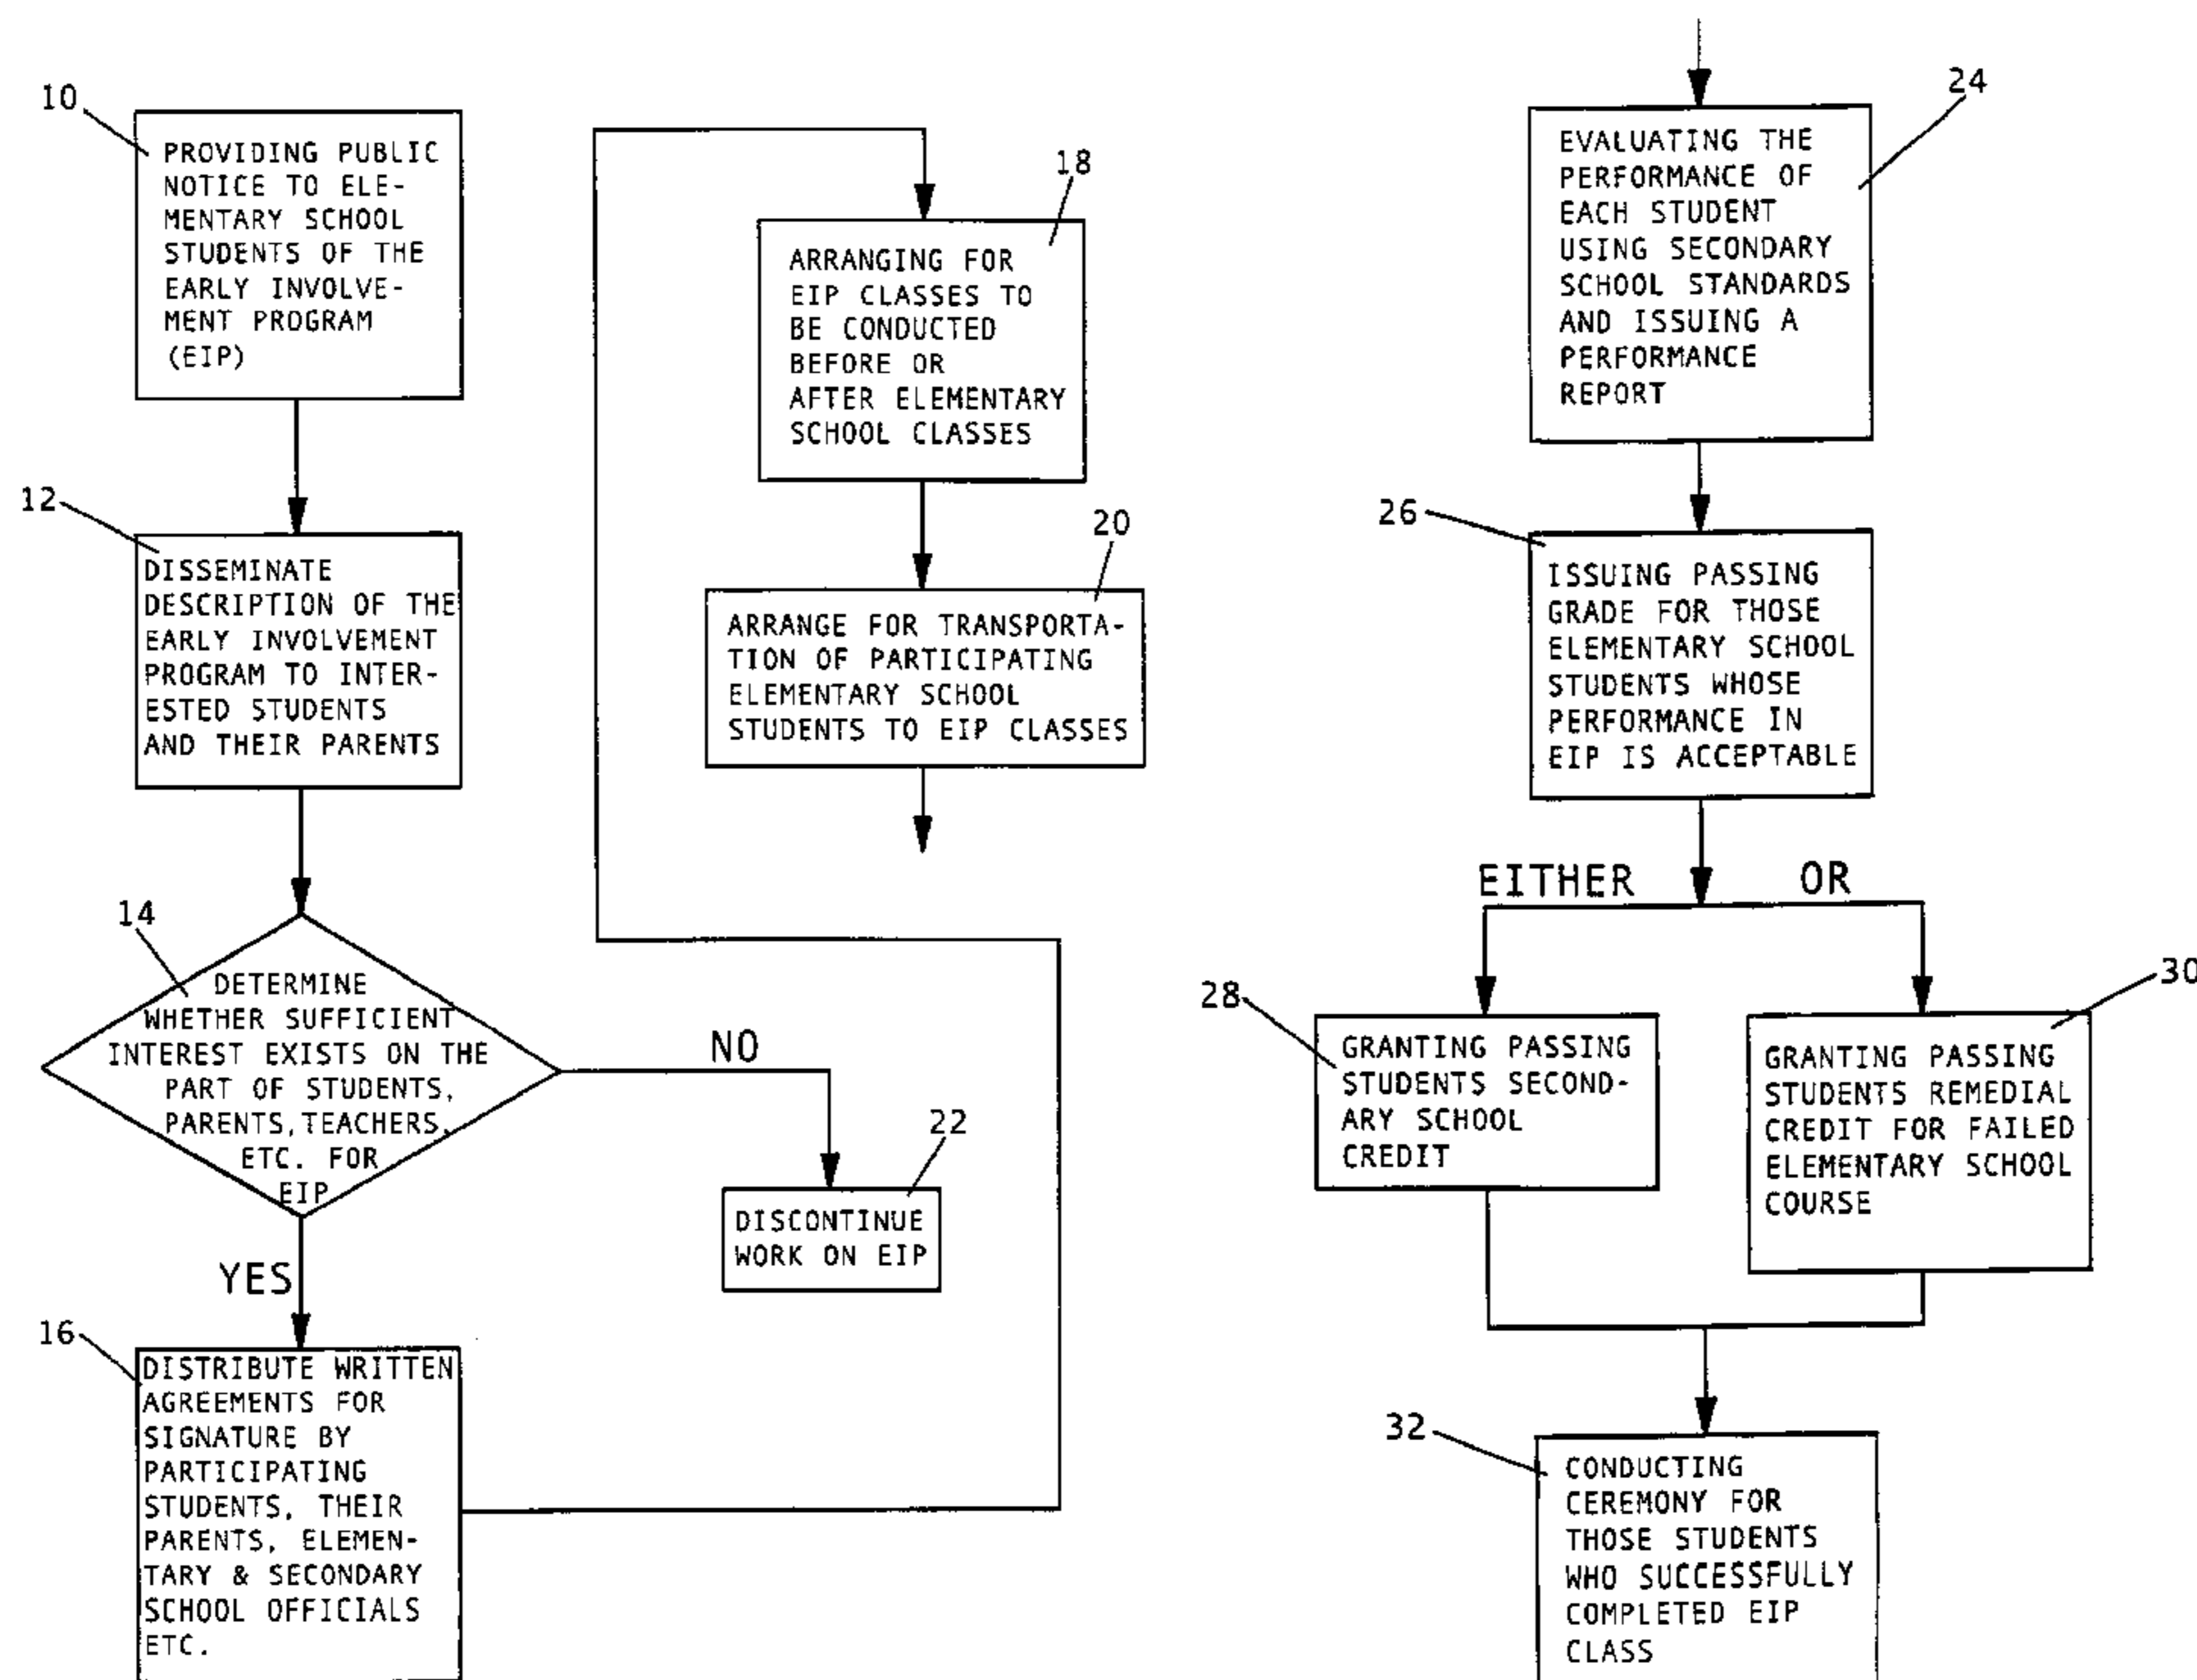 10
PROVIDING PUBLIC
NOTICE TO ELE-
MENTARY SCHOOL
STUDENTS OF THE
EARLY INVOLVE-
MENT PROGRAM
(EIP)
12
DISSEMINATE
DESCRIPTION OF THE
EARLY INVOLVEMENT
PROGRAM TO INTER-
ESTED STUDENTS
AND THEIR PARENTS
14
DETERMINE
WHETHER SUFFICIENT
INTEREST EXISTS ON THE
PART OF STUDENTS,
PARENTS,TEACHERS,
ETC. FOR
EIP
NO
22
DISCONTINUE
WORK ON EIP
YES
16
DISTRIBUTE WRITTEN
AGREEMENTS FOR
SIGNATURE BY
PARTICIPATING
STUDENTS, THEIR
PARENTS, ELEMEN-
TARY & SECONDARY
SCHOOL OFFICIALS
ETC.
18
ARRANGING FOR
EIP CLASSES TO
BE CONDUCTED
BEFORE OR
AFTER ELEMENTARY
SCHOOL CLASSES
20
ARRANGE FOR TRANSPORTA-
TION OF PARTICIPATING
ELEMENTARY SCHOOL
STUDENTS TO EIP CLASSES
24
EVALUATING THE
PERFORMANCE OF
EACH STUDENT
USING SECONDARY
SCHOOL STANDARDS
AND ISSUING A
PERFORMANCE
REPORT
26
ISSUING PASSING
GRADE FOR THOSE
ELEMENTARY SCHOOL
STUDENTS WHOSE
PERFORMANCE IN
EIP IS ACCEPTABLE
EITHER OR
28
GRANTING PASSING
STUDENTS SECOND-
ARY SCHOOL
CREDIT
30
GRANTING PASSING
STUDENTS REMEDIAL
CREDIT FOR FAILED
ELEMENTARY SCHOOL
COURSE
32
CONDUCTING
CEREMONY FOR
THOSE STUDENTS
WHO SUCCESSFULLY
COMPLETED EIP
CLASS